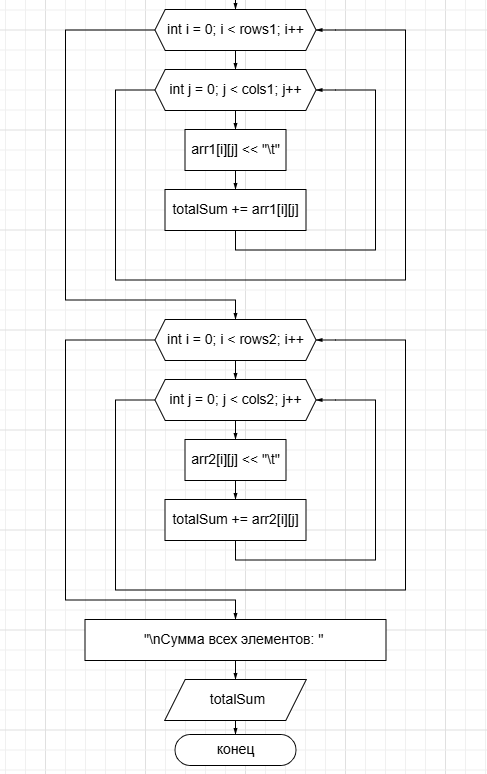 int i = 0; i < rows1; i++
int j = 0; j < cols1; j++
arr1[i][j] << "\t"
totalSum += arr1[i][j]
int i = 0; i < rows2; i++
int j = 0; j < cols2; j++
arr2[i][j] << "\t"
totalSum += arr2[i][j]
"\nСумма всех элементов: "
totalSum
конец